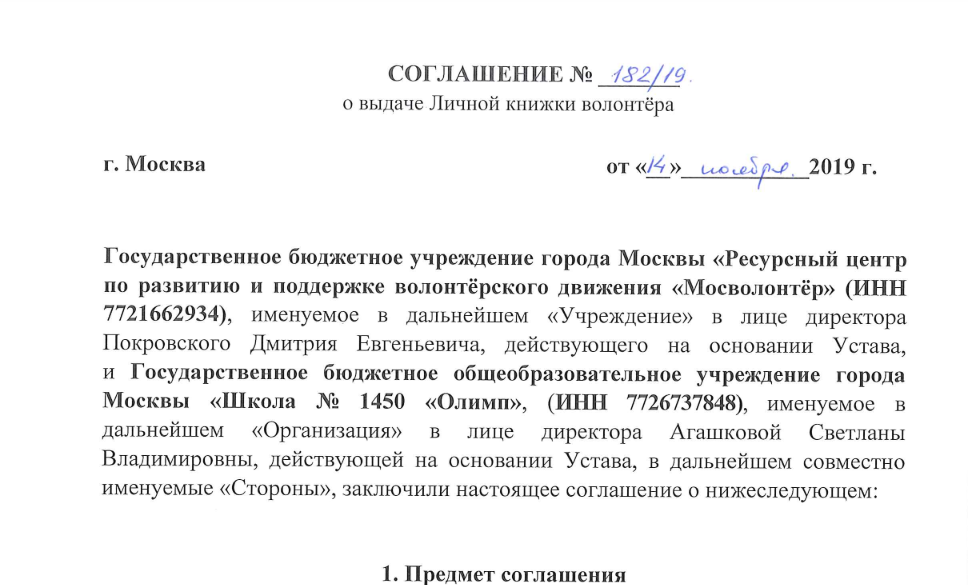 СОГЛАШЕНИЕ № 182/19.
о выдаче Личной книжки волонтёра
г. Москва от «14» ноября. 2019 г.
Государственное бюджетное учреждение города Москвы «Ресурсный центр
по развитию и поддержке волонтёрского движения «Мосволонтёр» (ИНН
7721662934), именуемое в дальнейшем «Учреждение» в лице директора
Покровского Дмитрия Евгеньевича, действующего на основании Устава,
и Государственное бюджетное общеобразовательное учреждение города
Москвы «Школа № 1450 «Олимп», (ИНН 7726737848), именуемое в
дальнейшем «Организация» в лице директора Агашковой Светланы
Владимировны, действующей на основании Устава, в дальнейшем совместно
именуемые «Стороны», заключили настоящее соглашение о нижеследующем:
1. Предмет соглашения